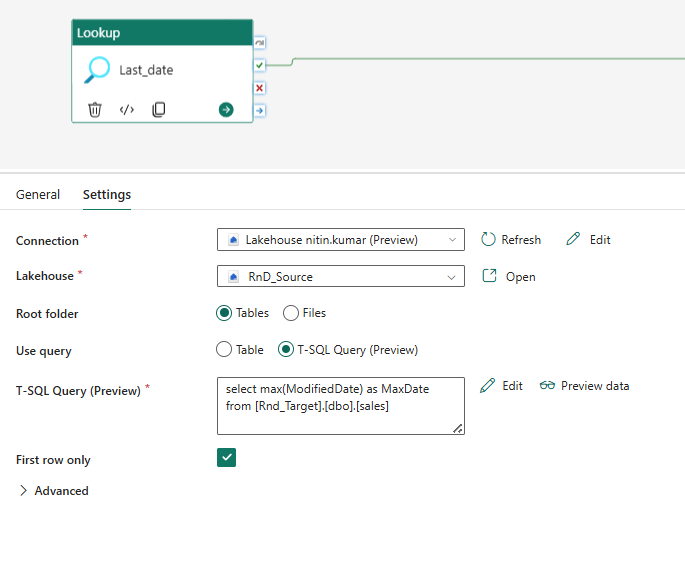 Lookup
Last_date
General Settings
Connection * Lakehouse nitin.kumar (Preview) Refresh Edit
Lakehouse * RnD_Source Open
Root folder Tables Files
Use query Table T-SQL Query (Preview)
T-SQL Query (Preview) * select max(ModifiedDate) as MaxDate Edit Preview data
from [Rnd_Target].[dbo].[sales]
First row only
Advanced